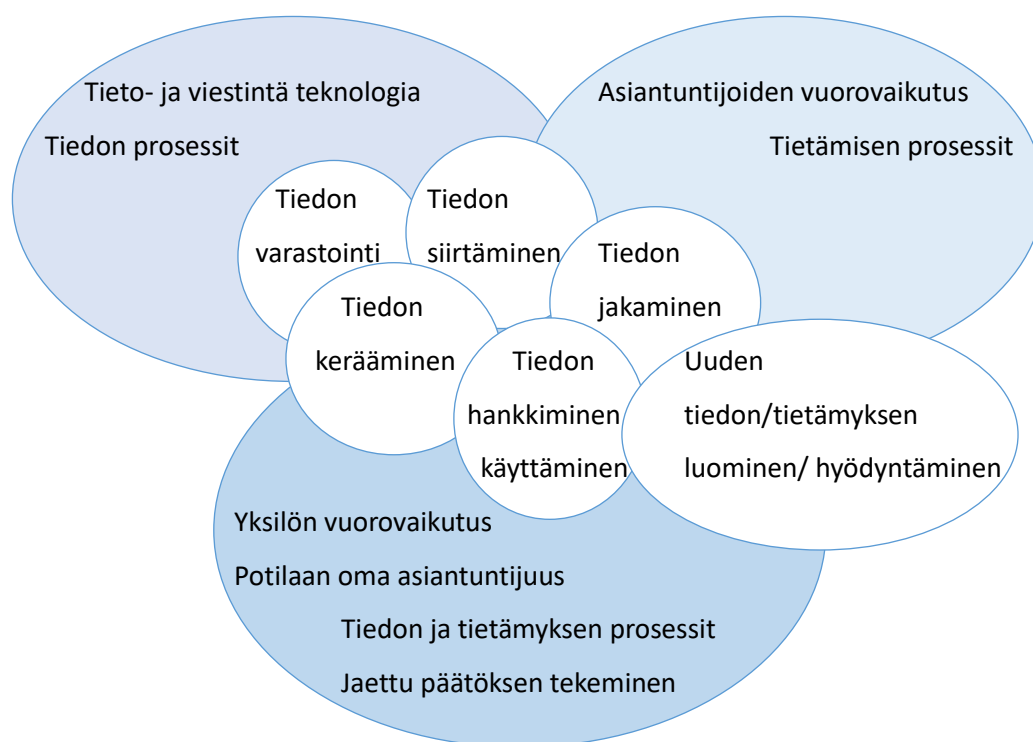 Tieto- ja viestintä teknologia
Tiedon prosessit
Asiantuntijoiden vuorovaikutus
Tietämisen prosessit
Tiedon
varastointi
Tiedon
siirtäminen
Tiedon
jakaminen
Tiedon
kerääminen
Tiedon
hankkiminen
käyttäminen
Uuden
tiedon/tietämyksen
luominen/ hyödyntäminen
Yksilön vuorovaikutus
Potilaan oma asiantuntijuus
Tiedon ja tietämyksen prosessit
Jaettu päätöksen tekeminen